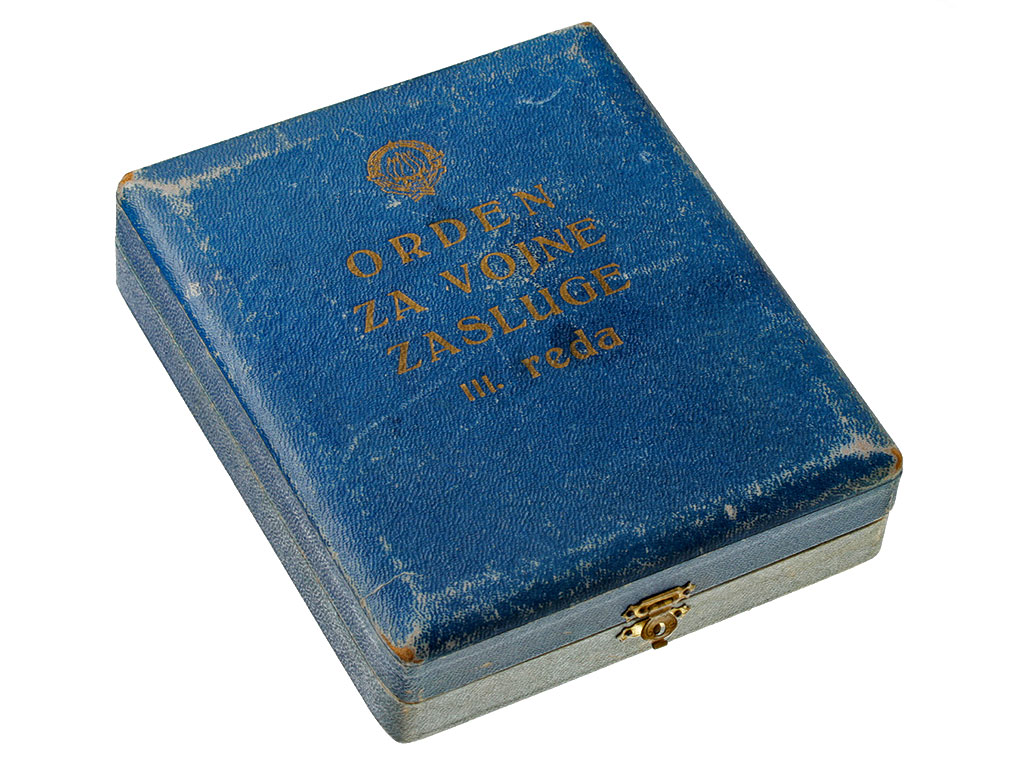 ORDEN
ZA VOJNE
ZASLUGE
III. reda